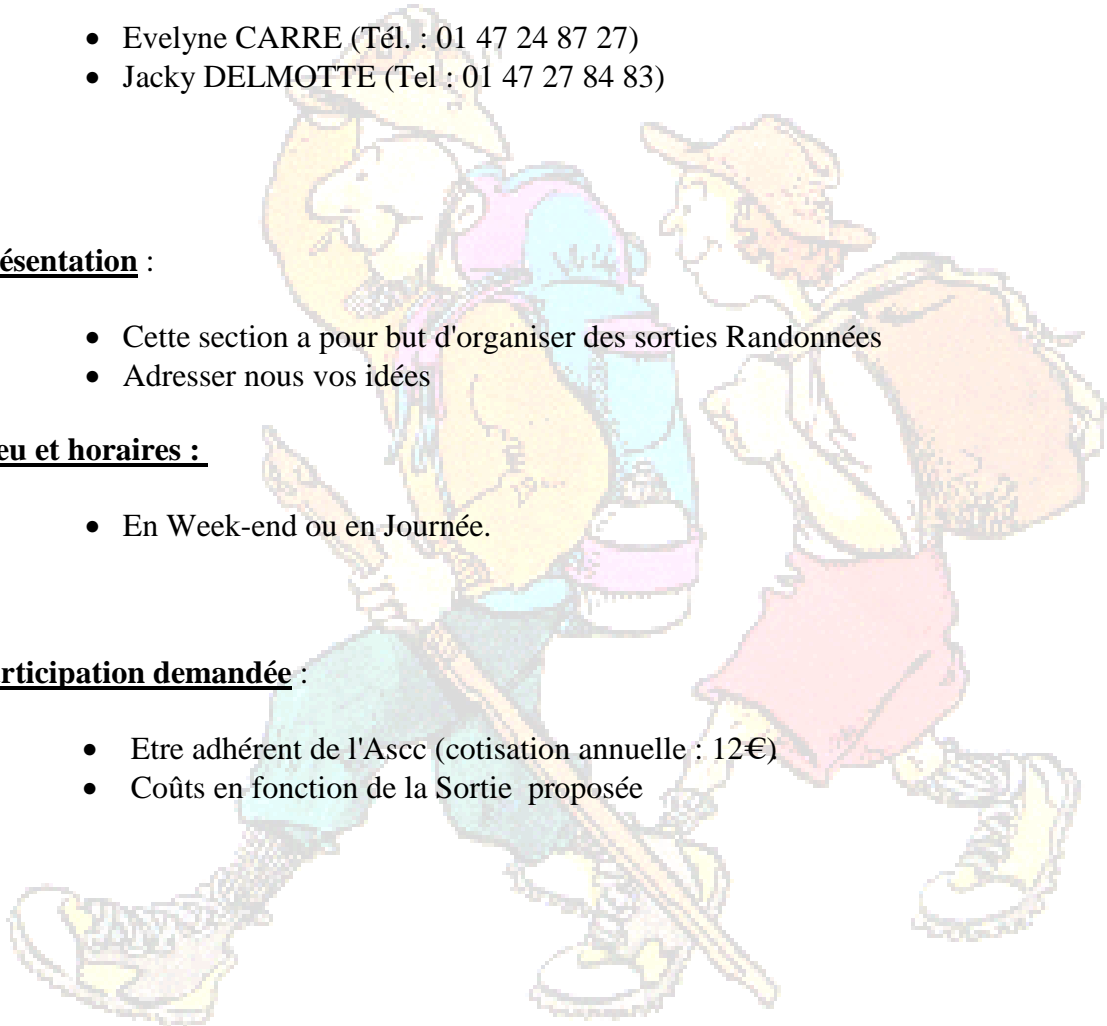 • Evelyne CARRE (Tél. : 01 47 24 87 27)
• Jacky DELMOTTE (Tel : 01 47 27 84 83)
ésentation :
• Cette section a pour but d'organiser des sorties Randonnées
• Adresser nous vos idées
eu et horaires :
• En Week-end ou en Journée.
rticipation demandée :
• Etre adhérent de l'Ascc (cotisation annuelle : 12€)
• Coûts en fonction de la Sortie proposée